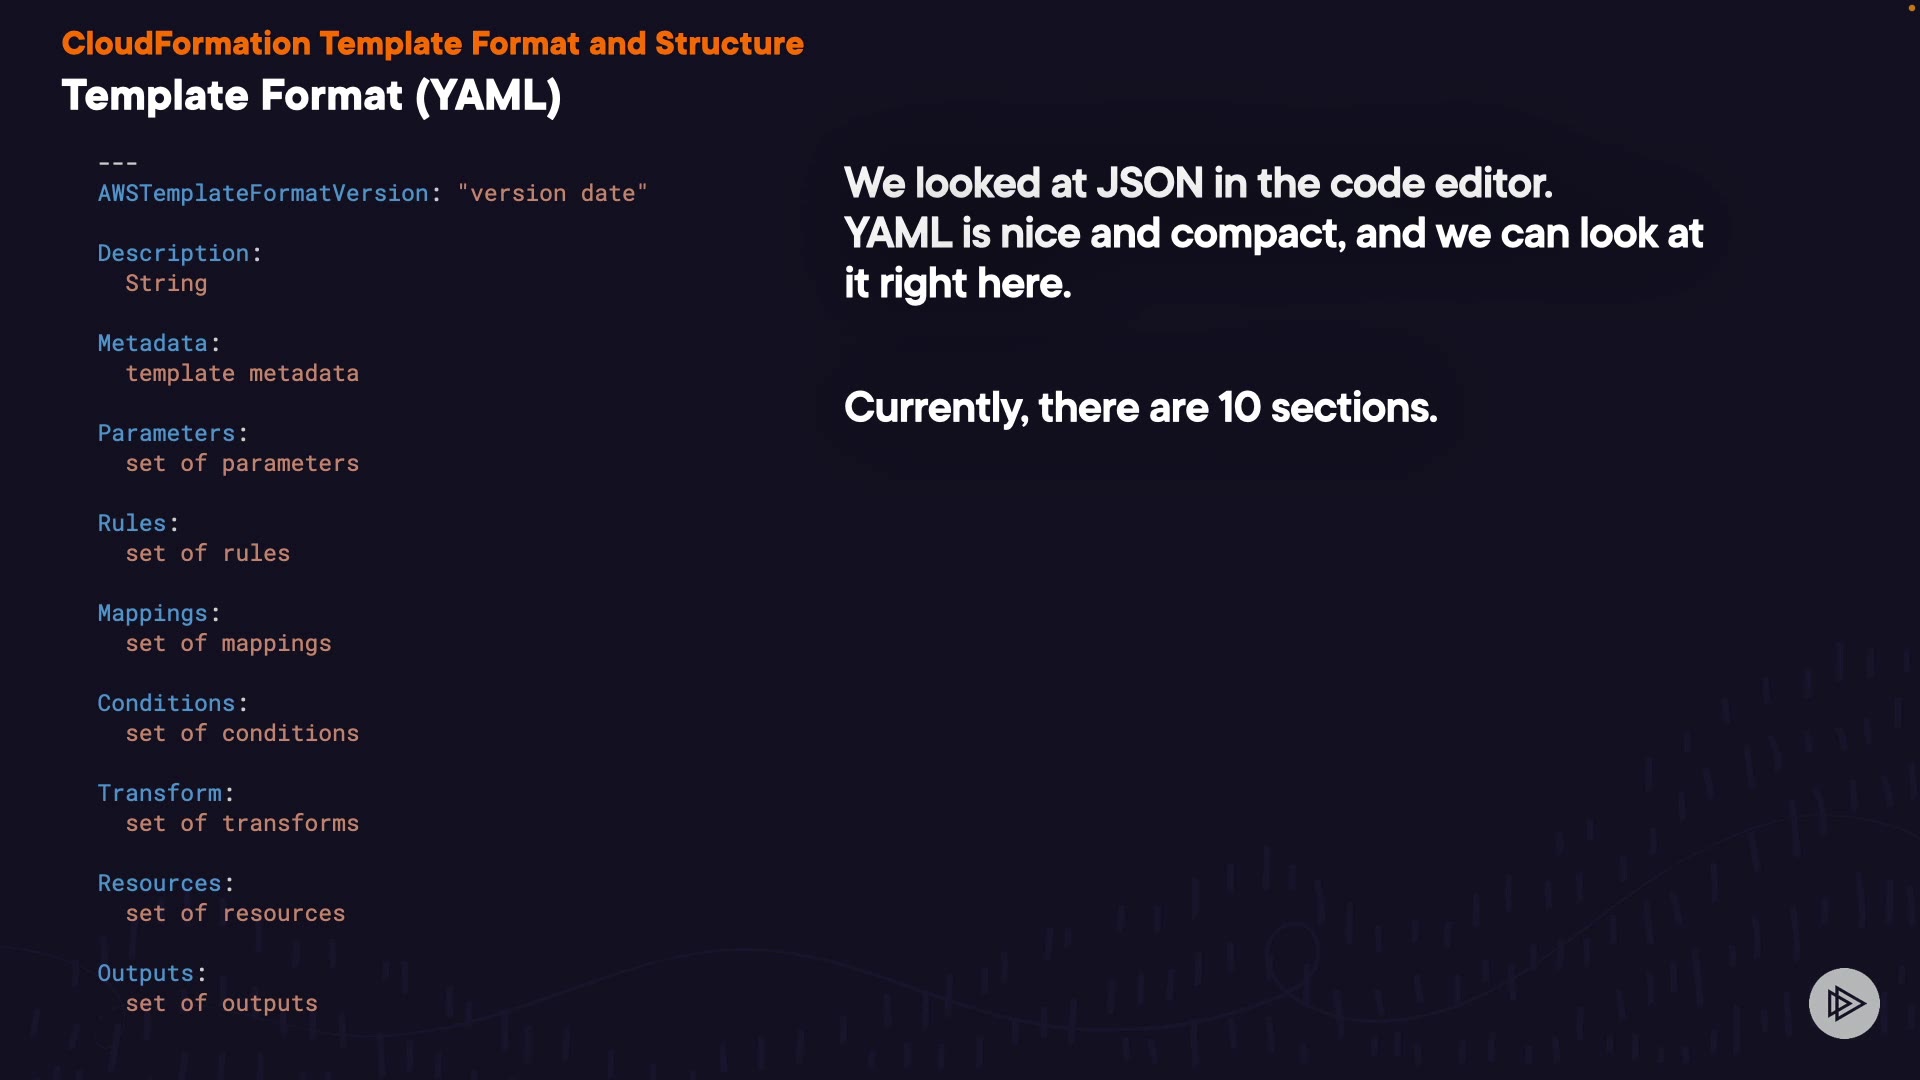 CloudFormation Template Format and Structure
Template Format (YAML)
---
AWSTemplateFormatVersion: "version date"
Description:
  String
Metadata:
  template metadata
Parameters:
  set of parameters
Rules:
  set of rules
Mappings:
  set of mappings
Conditions:
  set of conditions
Transform:
  set of transforms
Resources:
  set of resources
Outputs:
  set of outputs
We looked at JSON in the code editor.
YAML is nice and compact, and we can look at
it right here.
Currently, there are 10 sections.